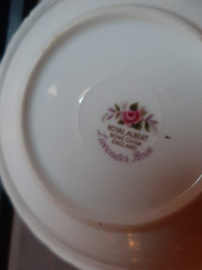 ROYAL ALBERT
BONE CHINA
ENGLAND
Lavender Rose